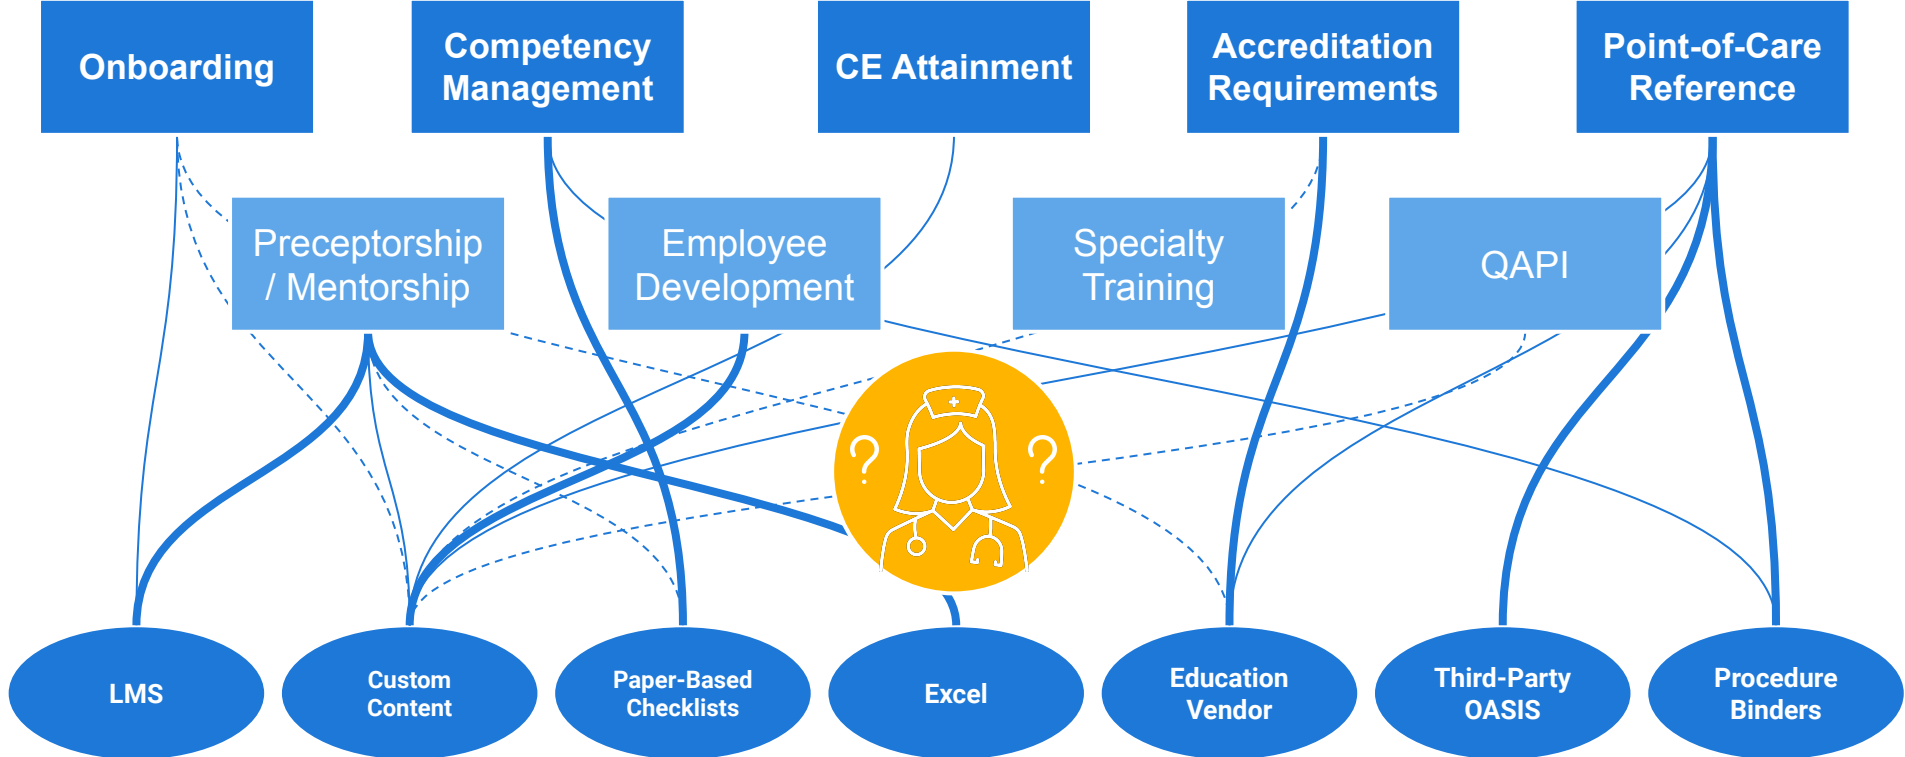 Onboarding
Competency
Management
CE Attainment
Accreditation
Requirements
Point-of-Care
Reference
Preceptorship
/ Mentorship
Employee
Development
Specialty
Training
QAPI
?
?
LMS
Custom
Content
Paper-Based
Checklists
Excel
Education
Vendor
Third-Party
OASIS
Procedure
Binders